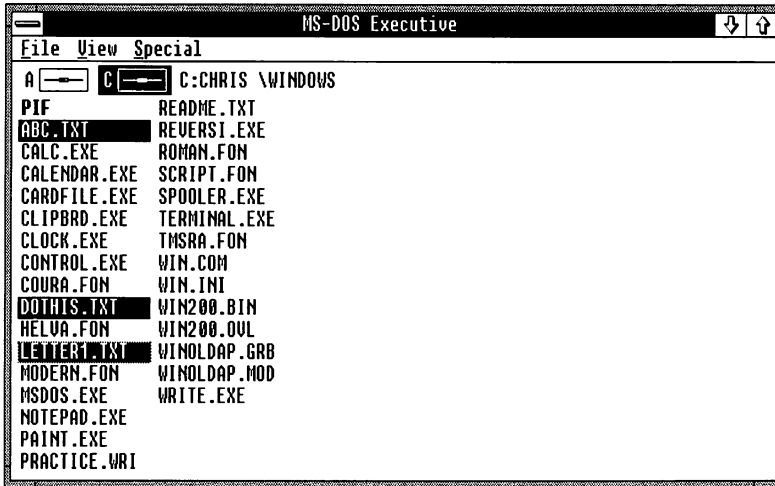 MS-DOS Executive
File View Special
A C C:CHRIS \WINDOWS
PIF README.TXT
ABC.TXT REVERSI.EXE
CALC.EXE ROMAN.FON
CALENDAR.EXE SCRIPT.FON
CARDFILE.EXE SPOOLER.EXE
CLIPBRD.EXE TERMINAL.EXE
CLOCK.EXE TMSRA.FON
CONTROL.EXE WIN.COM
COURA.FON WIN.INI
DOTHIS.TXT WIN200.BIN
HELVA.FON WIN200.OVL
LETTER1.TXT WINOLDAP.GRB
MODERN.FON WINOLDAP.MOD
MSDOS.EXE WRITE.EXE
NOTEPAD.EXE
PAINT.EXE
PRACTICE.WRI